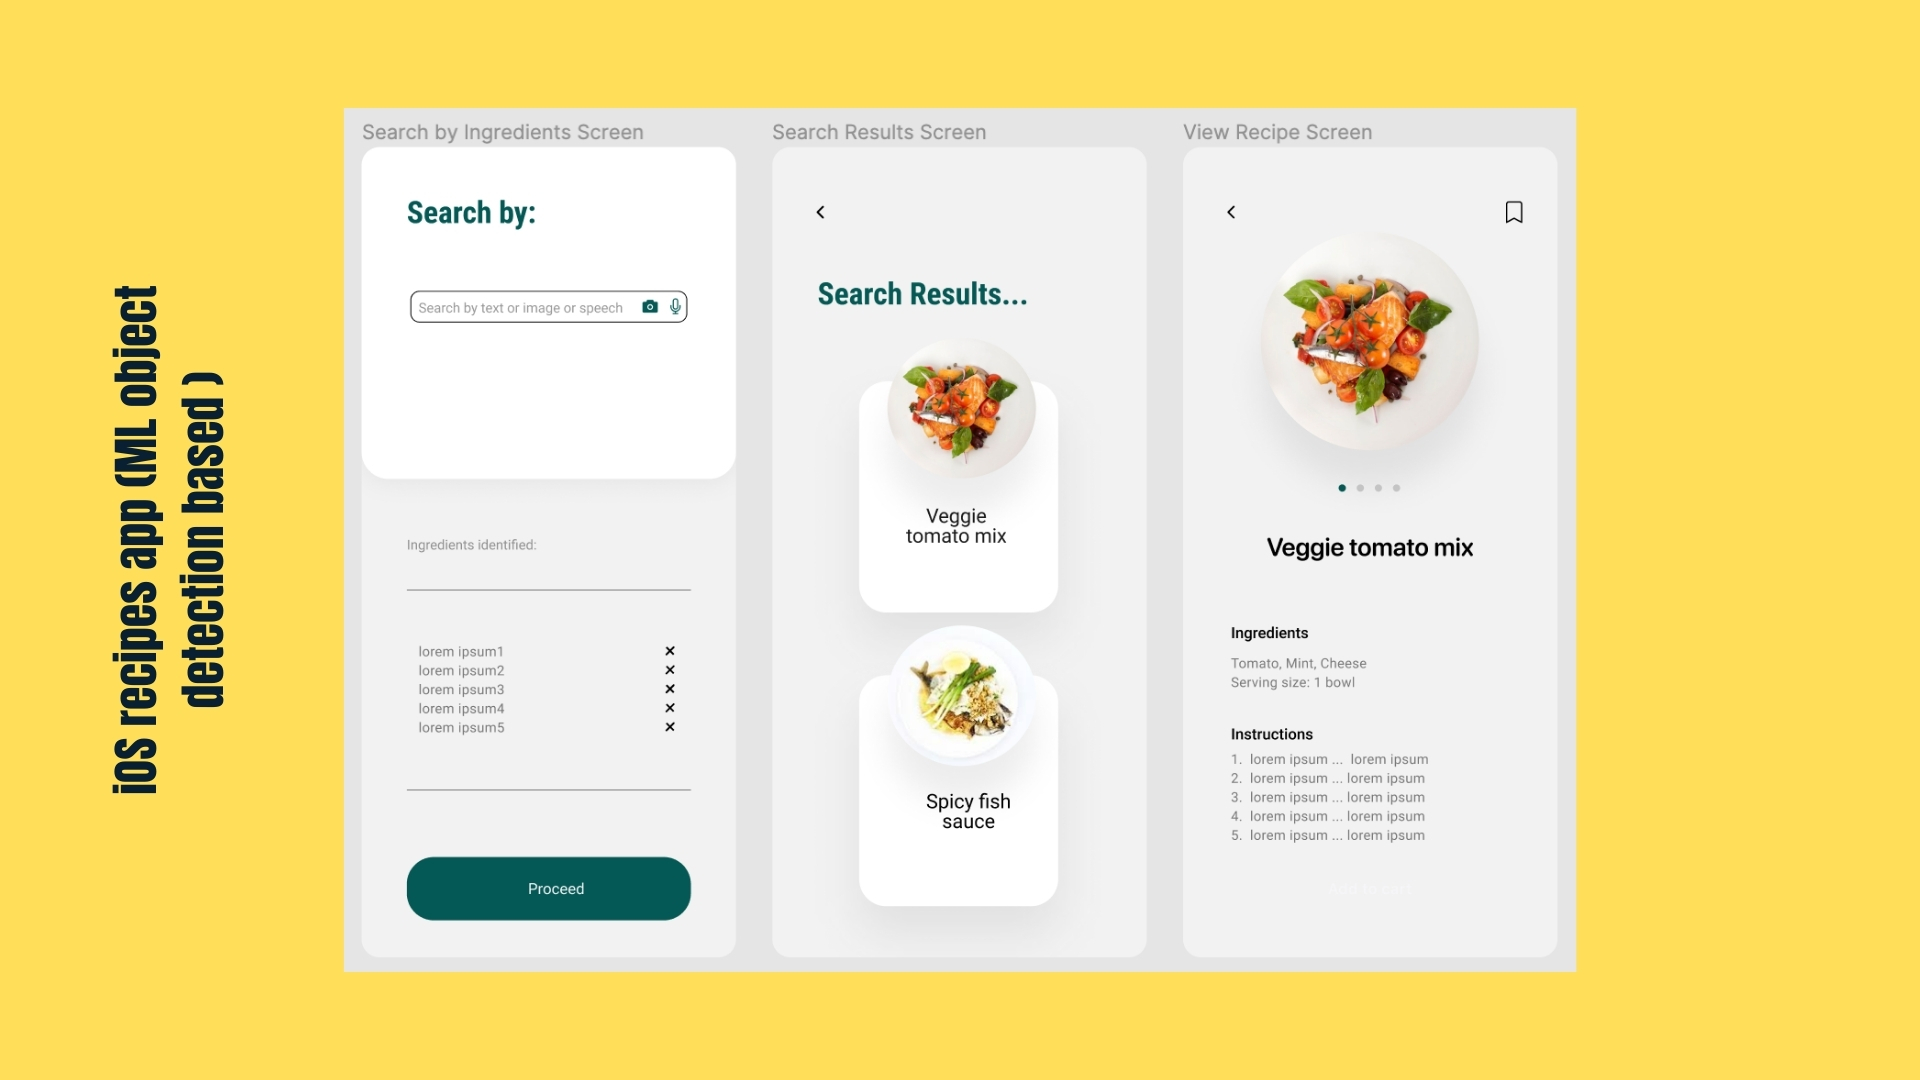 iOS recipes app (ML object
detection based )
Search by Ingredients Screen
Search by:
Search by text or image or speech
Ingredients identified:
lorem ipsum1
lorem ipsum2
lorem ipsum3
lorem ipsum4
lorem ipsum5
Proceed
Search Results Screen
Search Results...
Veggie
tomato mix
Spicy fish
sauce
View Recipe Screen
Veggie tomato mix
Ingredients
Tomato, Mint, Cheese
Serving size: 1 bowl
Instructions
1. lorem ipsum ... lorem ipsum
2. lorem ipsum ... lorem ipsum
3. lorem ipsum ... lorem ipsum
4. lorem ipsum ... lorem ipsum
5. lorem ipsum ... lorem ipsum
Add to cart